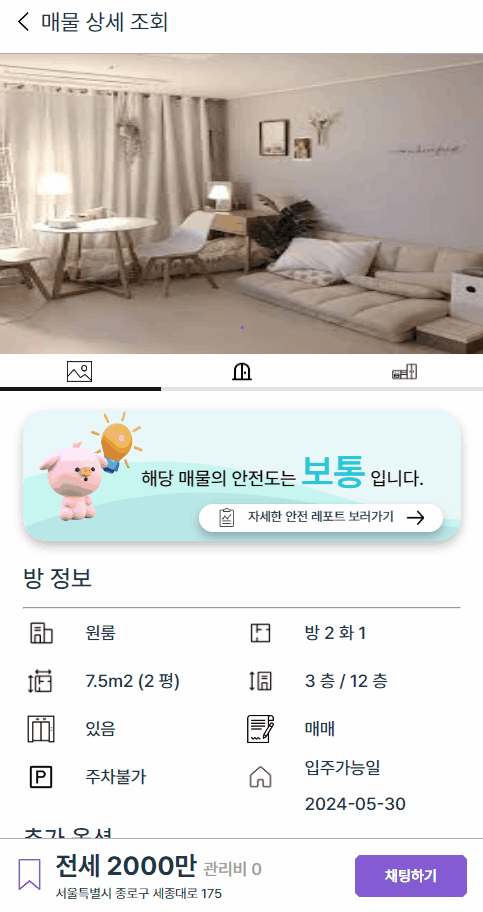 매물 상세 조회
해당 매물의 안전도는 보통 입니다.
자세한 안전 레포트 보러가기
방 정보
원룸
방 2 화 1
7.5m2 (2 평)
3 층 / 12 층
있음
매매
주차불가
입주가능일
2024-05-30
추가 옵션
전세 2000만 관리비 0
서울특별시 종로구 세종대로 175
채팅하기